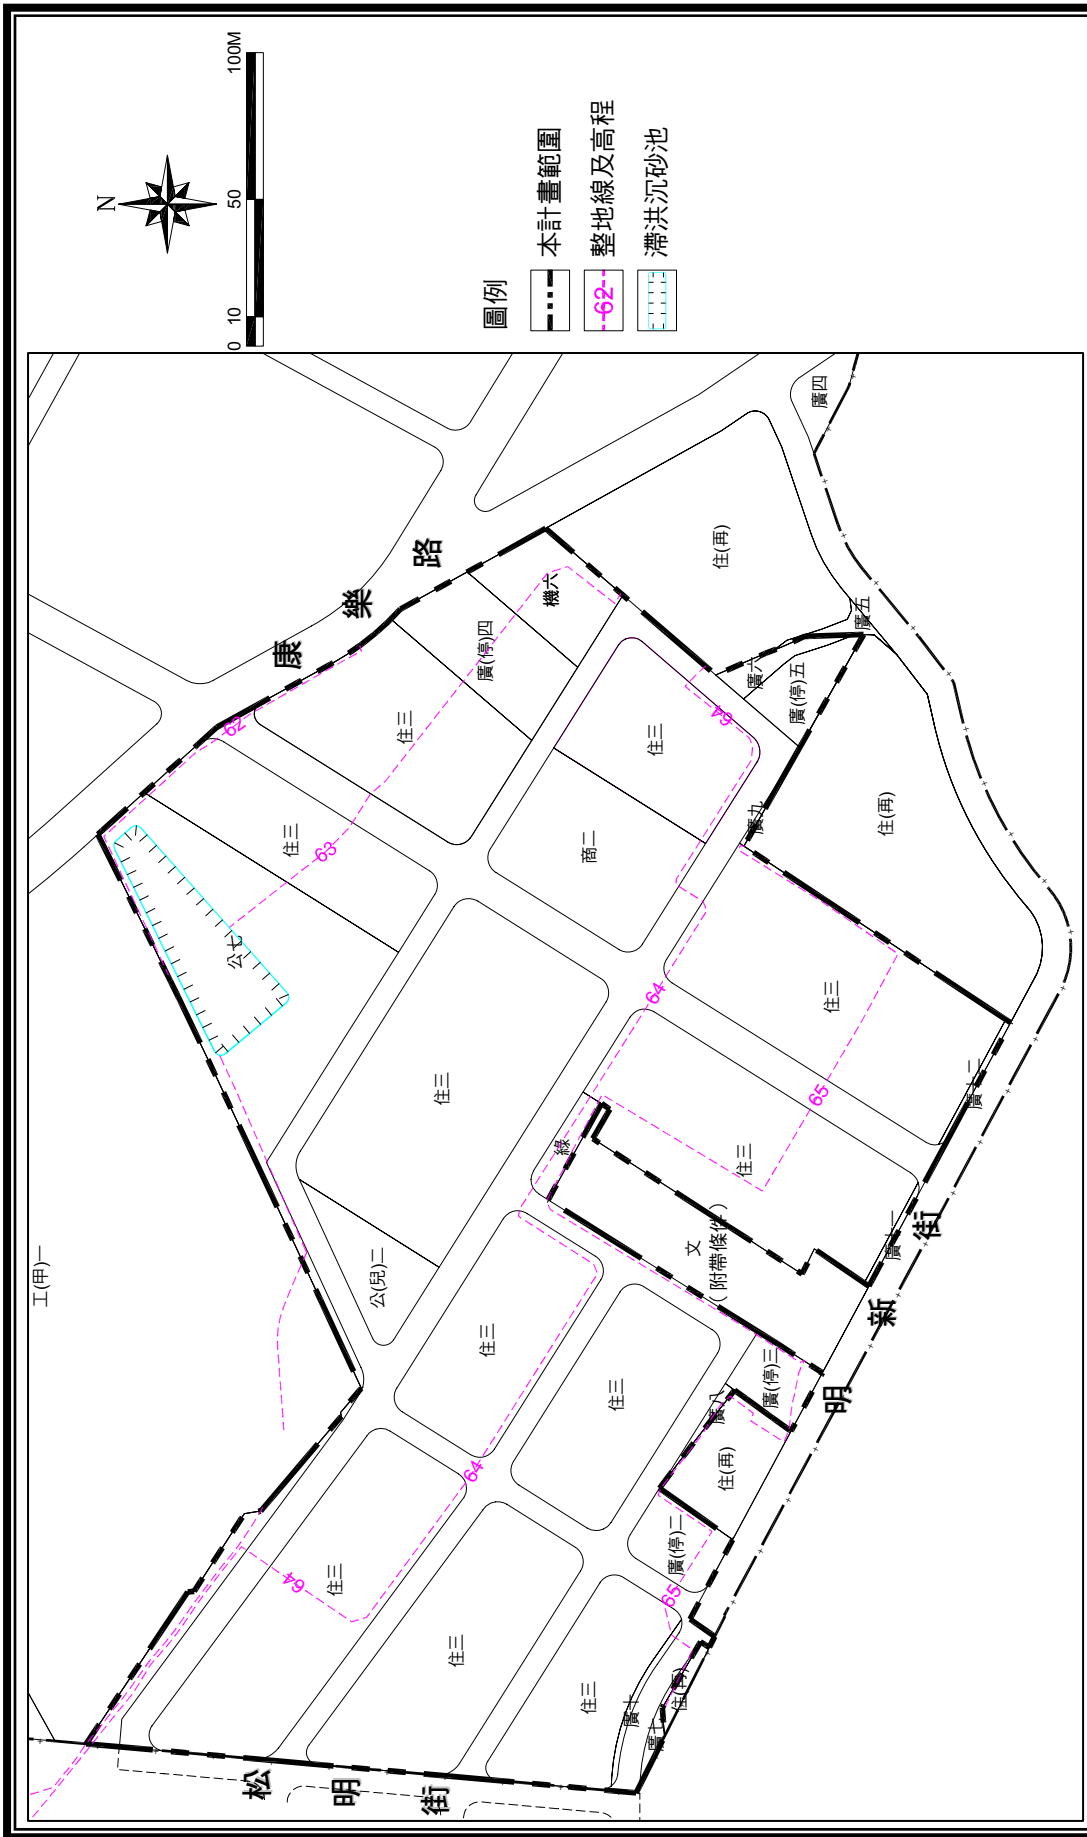 N
0 10 50 100M
圖例
本計畫範圍
62 整地線及高程
滯洪沉砂池
康樂路
松明街
明新街
工(甲)一
廣四
住(再)
機六
廣(停)四
廣五
廣六
廣(停)五
62
住三
住三
64
住三
63
商二
廣九
住(再)
公七
64
住三
住三
65
廣十二
綠
住三
文
(附帶條件)
廣十一
公(兒)二
住三
住三
廣(停)三
廣八
64
住(再)
64
住三
廣(停)二
65
住三
住三
廣十
住(再)
廣七